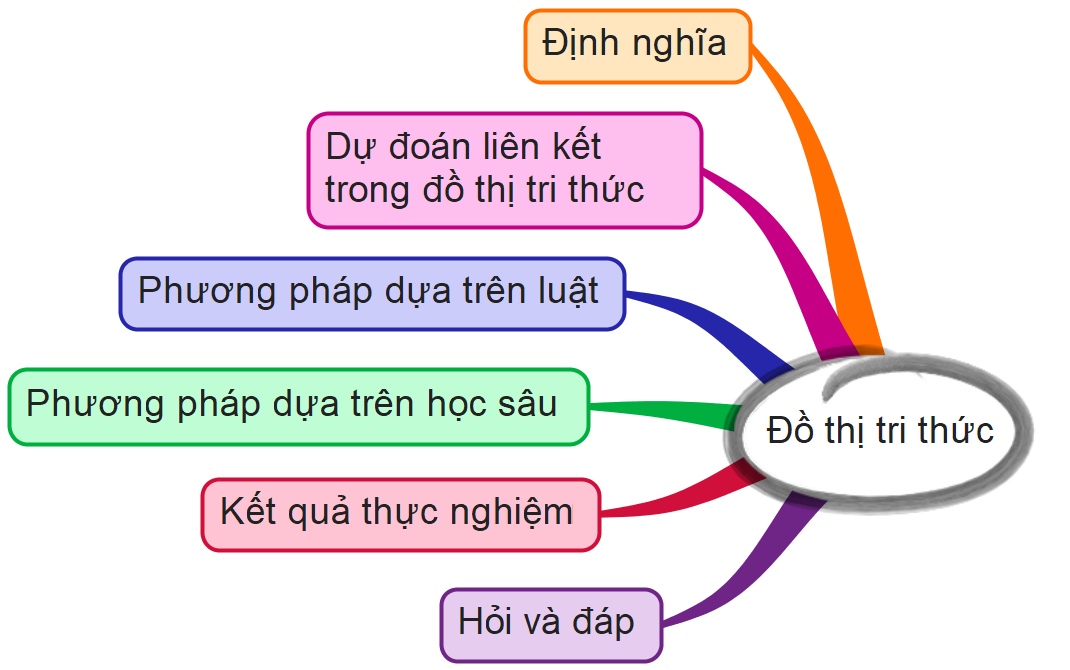 Định nghĩa
Dự đoán liên kết
trong đồ thị tri thức
Phương pháp dựa trên luật
Phương pháp dựa trên học sâu
Đồ thị tri thức
Kết quả thực nghiệm
Hỏi và đáp